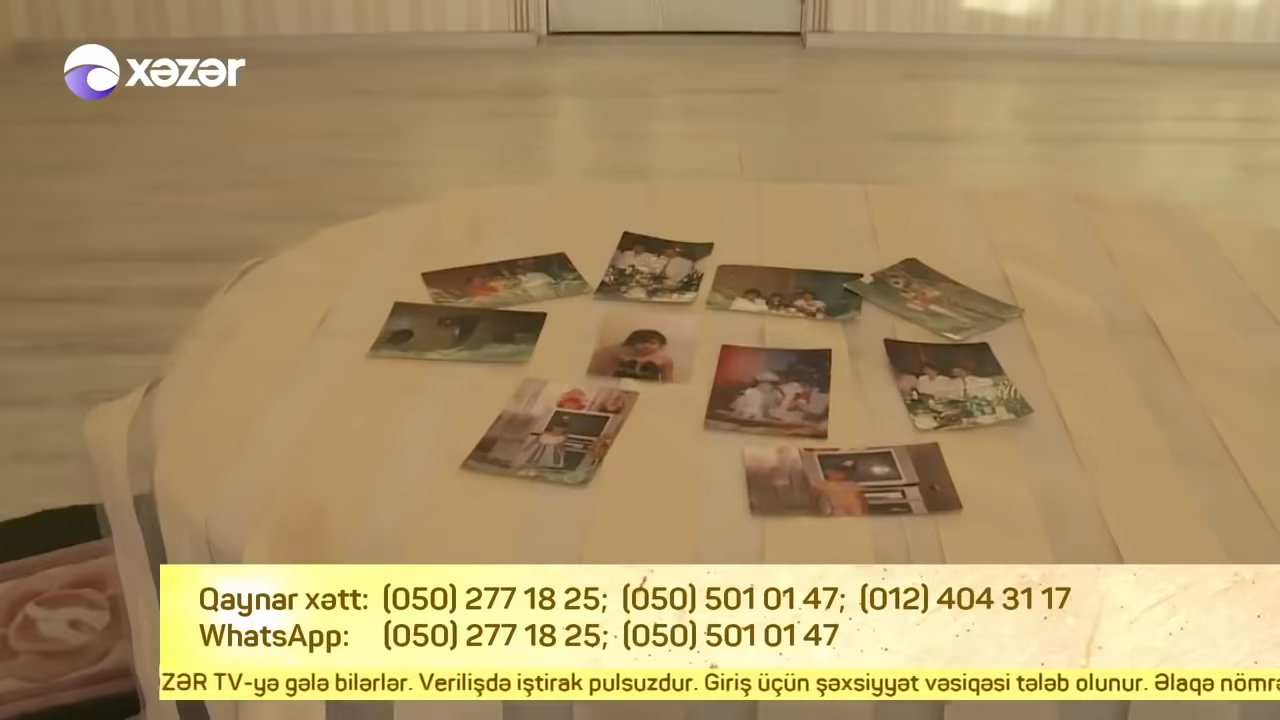 xəzər
Qaynar xətt: (050) 277 18 25; (050) 501 01 47; (012) 404 31 17
WhatsApp: (050) 277 18 25; (050) 501 01 47
ZƏR TV-yə gələ bilərlər. Verilişdə iştirak pulsuzdur. Giriş üçün şəxsiyyət vəsiqəsi tələb olunur. Əlaqə nömrə